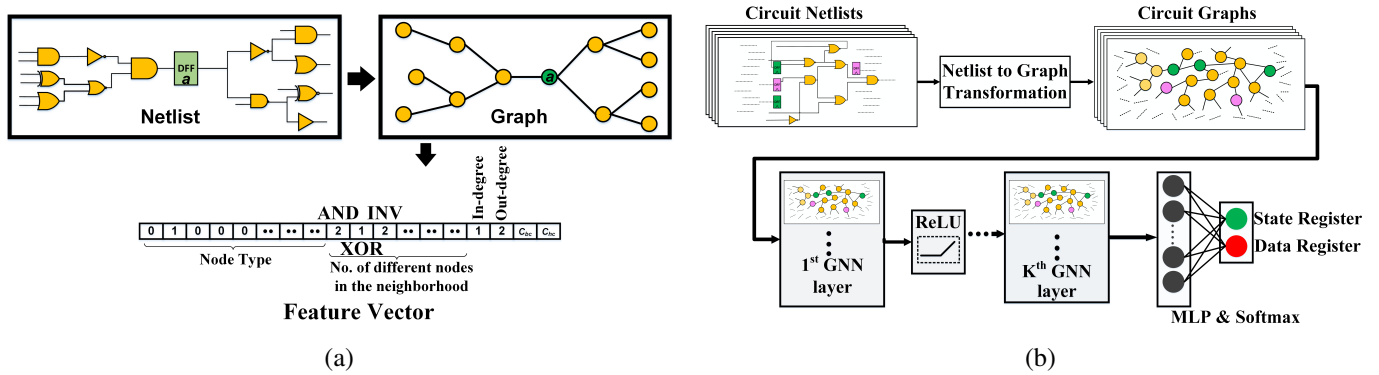 DFF
a
Netlist
a
Graph
In-degree
Out-degree
AND INV
0 1 0 0 0 •• •• 2 1 2 •• •• •• 1 2 Cbc Chc
XOR
Node Type
No. of different nodes
in the neighborhood
Feature Vector
(a)
Circuit Netlists
Circuit Graphs
Netlist to Graph
Transformation
1st GNN
layer
ReLU
Kth GNN
layer
State Register
Data Register
MLP & Softmax
(b)